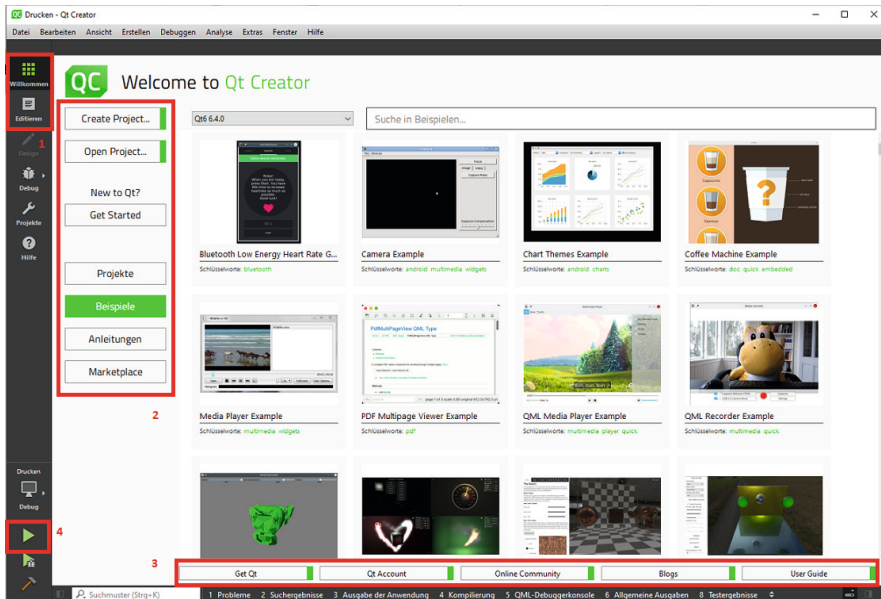 Drucken - Qt Creator
Datei Bearbeiten Ansicht Erstellen Debuggen Analyse Extras Fenster Hilfe
Willkommen
Editieren
1
Design
Debug
Projekte
Hilfe
QC Welcome to Qt Creator
Create Project...
Open Project...
New to Qt?
Get Started
Projekte
Beispiele
Anleitungen
Marketplace
2
Qt6 6.4.0
Suche in Beispielen...
Bluetooth Low Energy Heart Rate G...
Schlüsselworte: bluetooth
Camera Example
Schlüsselworte: android multimedia widgets
Chart Themes Example
Schlüsselworte: android charts
Coffee Machine Example
Schlüsselworte: doc quick embedded
PdfMultiPageView QML Type
Media Player Example
Schlüsselworte: multimedia widgets
PDF Multipage Viewer Example
Schlüsselworte: pdf
QML Media Player Example
Schlüsselworte: multimedia player quick
QML Recorder Example
Schlüsselworte: multimedia quick
Drucken
Debug
4
3
Get Qt
Qt Account
Online Community
Blogs
User Guide
Suchmuster (Strg+K)
1 Probleme 2 Suchergebnisse 3 Ausgabe der Anwendung 4 Kompilierung 5 QML-Debuggerkonsole 6 Allgemeine Ausgaben 8 Testergebnisse